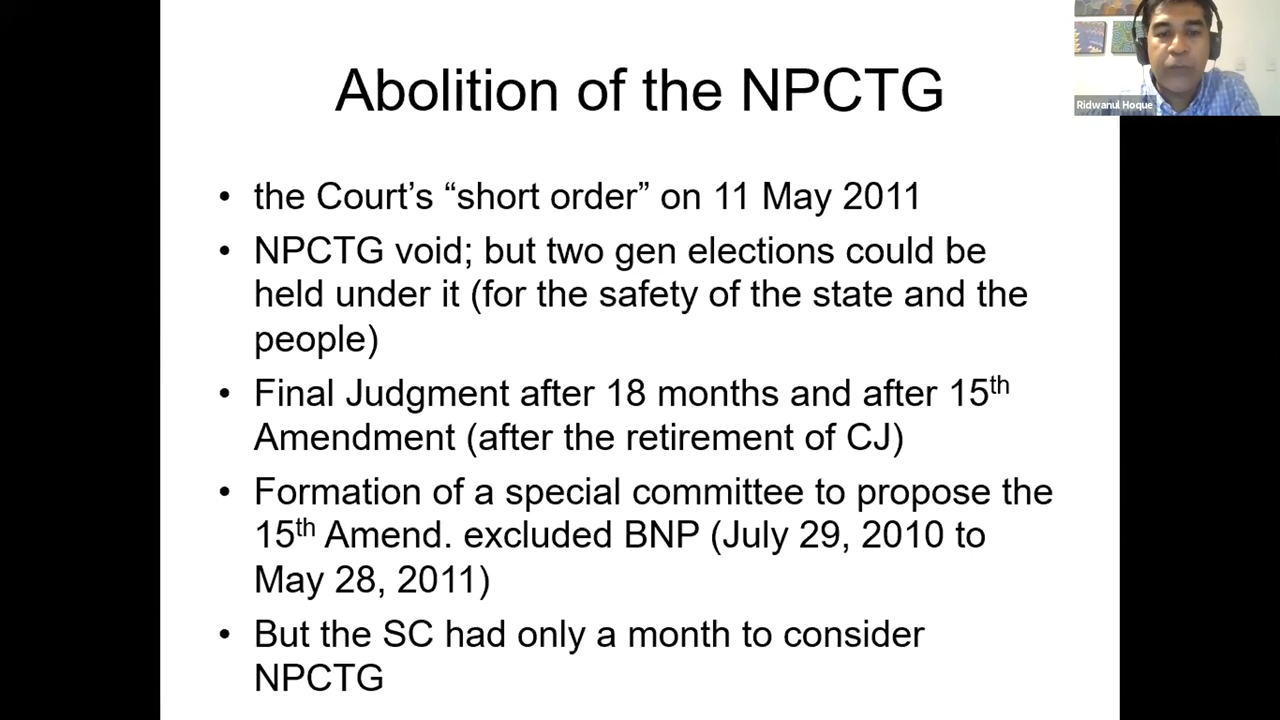 Abolition of the NPCTG
Ridwanul Hoque
• the Court’s “short order” on 11 May 2011
• NPCTG void; but two gen elections could be
held under it (for the safety of the state and the
people)
• Final Judgment after 18 months and after 15th
Amendment (after the retirement of CJ)
• Formation of a special committee to propose the
15th Amend. excluded BNP (July 29, 2010 to
May 28, 2011)
• But the SC had only a month to consider
NPCTG